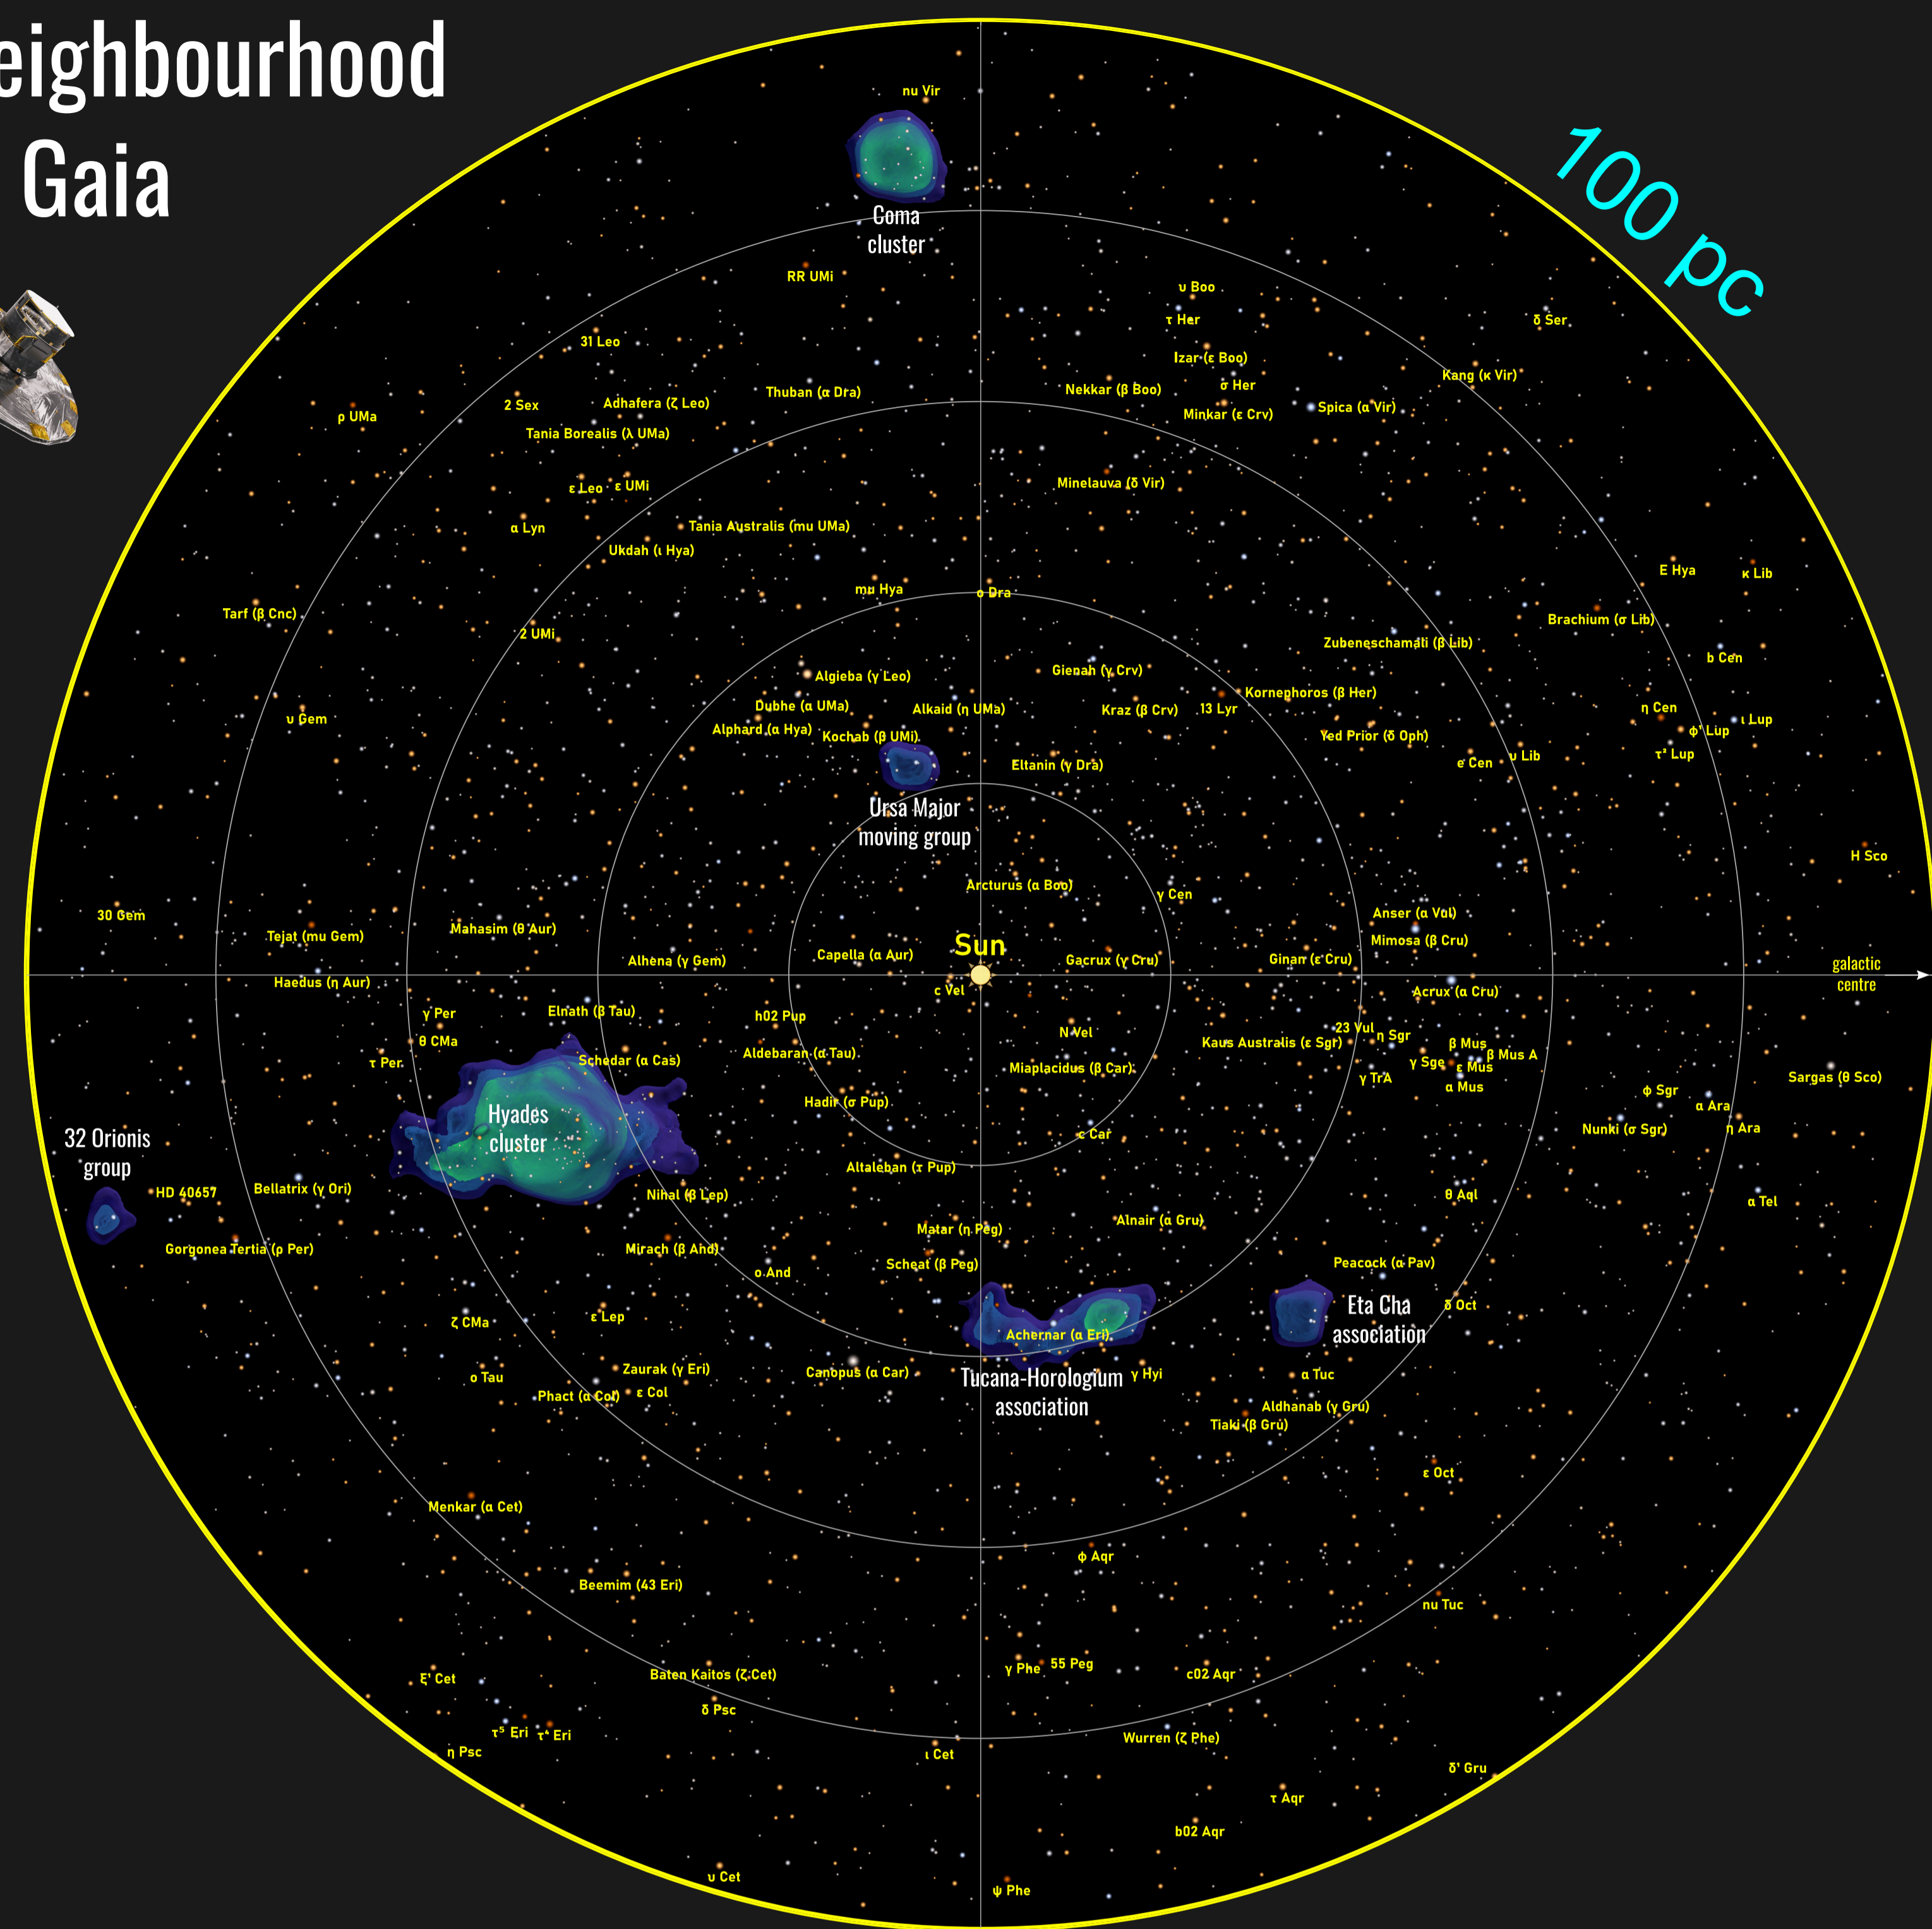 eighbourhood
Gaia
100 pc
nu Vir
Coma
cluster
RR UMi
υ Boo
τ Her
δ Ser
31 Leo
Izar (ε Boo)
Kang (κ Vir)
σ Her
Nekkar (β Boo)
Thuban (α Dra)
2 Sex
Adhafera (ζ Leo)
Minkar (ε Crv)
Spica (α Vir)
ρ UMa
Tania Borealis (λ UMa)
Minelauva (δ Vir)
ε Leo
ε UMi
α Lyn
Tania Australis (mu UMa)
Ukdah (ι Hya)
E Hya
κ Lib
mu Hya
ο Dra
Tarf (β Cnc)
Brachium (σ Lib)
2 UMi
Zubeneschamali (β Lib)
b Cen
Gienah (γ Crv)
Algieba (γ Leo)
Kornephoros (β Her)
Dubhe (α UMa)
Alkaid (η UMa)
Kraz (β Crv)
13 Lyr
η Cen
υ Gem
ι Lup
Alphard (α Hya)
Kochab (β UMi)
Yed Prior (δ Oph)
φ¹ Lup
τ² Lup
υ Lib
e Cen
Eltanin (γ Dra)
Ursa Major
moving group
H Sco
Arcturus (α Boo)
γ Cen
30 Gem
Anser (α Vul)
Mahasim (θ Aur)
Tejat (mu Gem)
Mimosa (β Cru)
Sun
Capella (α Aur)
Alhena (γ Gem)
Gacrux (γ Cru)
Ginan (ε Cru)
galactic
centre
Haedus (η Aur)
c Vel
Acrux (α Cru)
Elnath (β Tau)
γ Per
h02 Pup
N Vel
23 Vul
η Sgr
θ CMa
Kaus Australis (ε Sgr)
β Mus
Aldebaran (α Tau)
β Mus A
τ Per
Schedar (α Cas)
γ Sge
ε Mus
Miaplacidus (β Car)
γ TrA
Sargas (θ Sco)
α Mus
φ Sgr
Hadir (σ Pup)
α Ara
Hyades
cluster
c Car
Nunki (σ Sgr)
η Ara
32 Orionis
group
Altaleban (τ Pup)
Bellatrix (γ Ori)
HD 40657
Nihal (β Lep)
θ Aql
α Tel
Alnair (α Gru)
Matar (η Peg)
Gorgonea Tertia (ρ Per)
Mirach (β And)
Scheat (β Peg)
Peacock (α Pav)
ο And
Eta Cha
association
δ Oct
ε Lep
ζ CMa
Achernar (α Eri)
Zaurak (γ Eri)
Canopus (α Car)
Tucana-Horologium
association
γ Hyi
α Tuc
ο Tau
ε Col
Phact (α Col)
Aldhanab (γ Gru)
Tiaki (β Gru)
ε Oct
Menkar (α Cet)
φ Aqr
Beemim (43 Eri)
nu Tuc
55 Peg
γ Phe
Baten Kaitos (ζ Cet)
c02 Aqr
ξ¹ Cet
δ Psc
τ⁵ Eri
τ⁴ Eri
Wurren (ζ Phe)
η Psc
ι Cet
δ¹ Gru
τ Aqr
b02 Aqr
υ Cet
ψ Phe